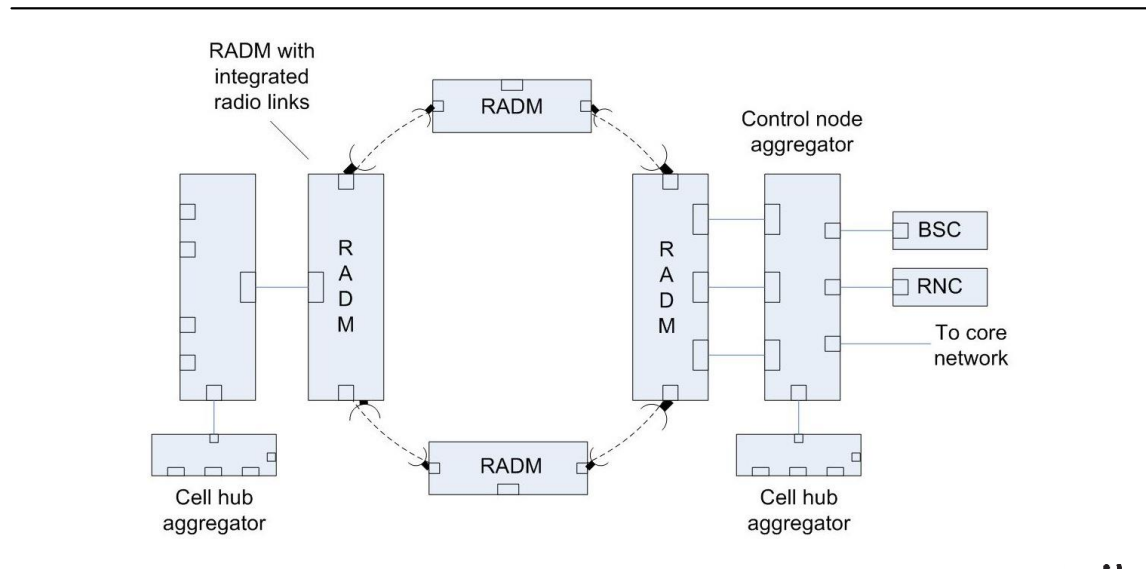 RADM with
integrated
radio links
RADM
Control node
aggregator
R
A
D
M
R
A
D
M
BSC
RNC
To core
network
RADM
Cell hub
aggregator
Cell hub
aggregator